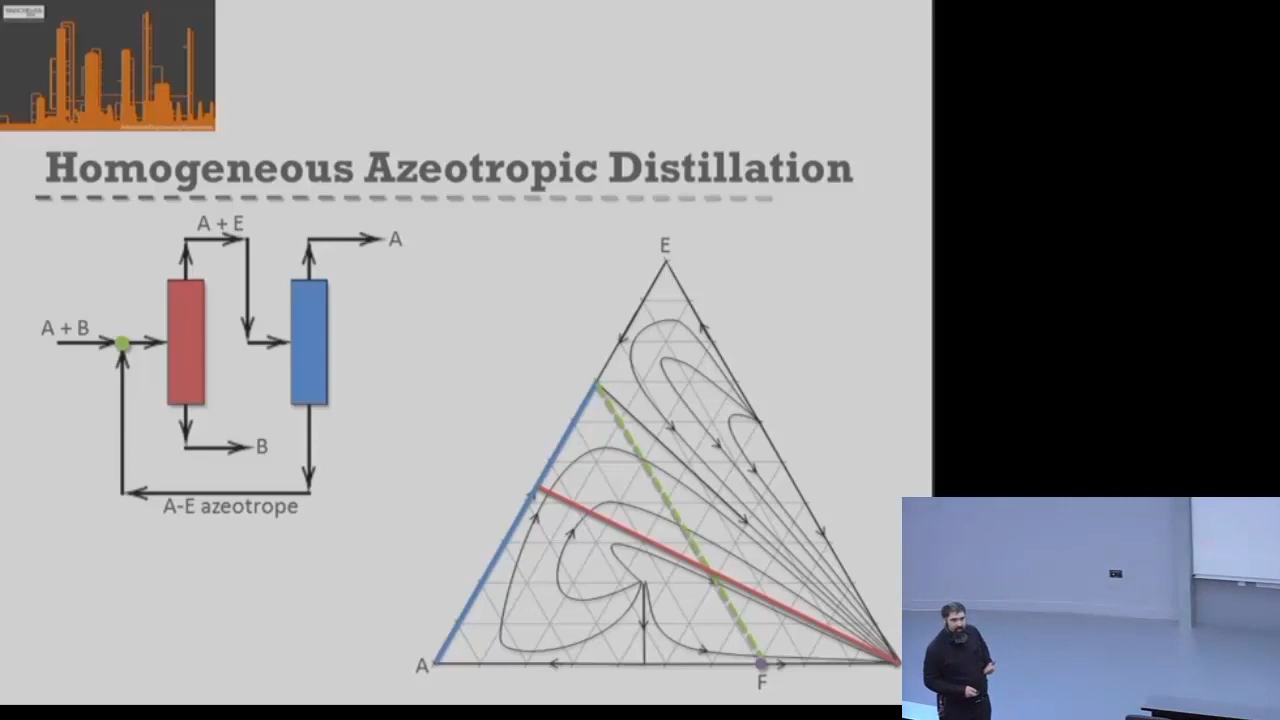 Homogeneous Azeotropic Distillation
A + E
A
A + B
B
A-E azeotrope
E
A
F